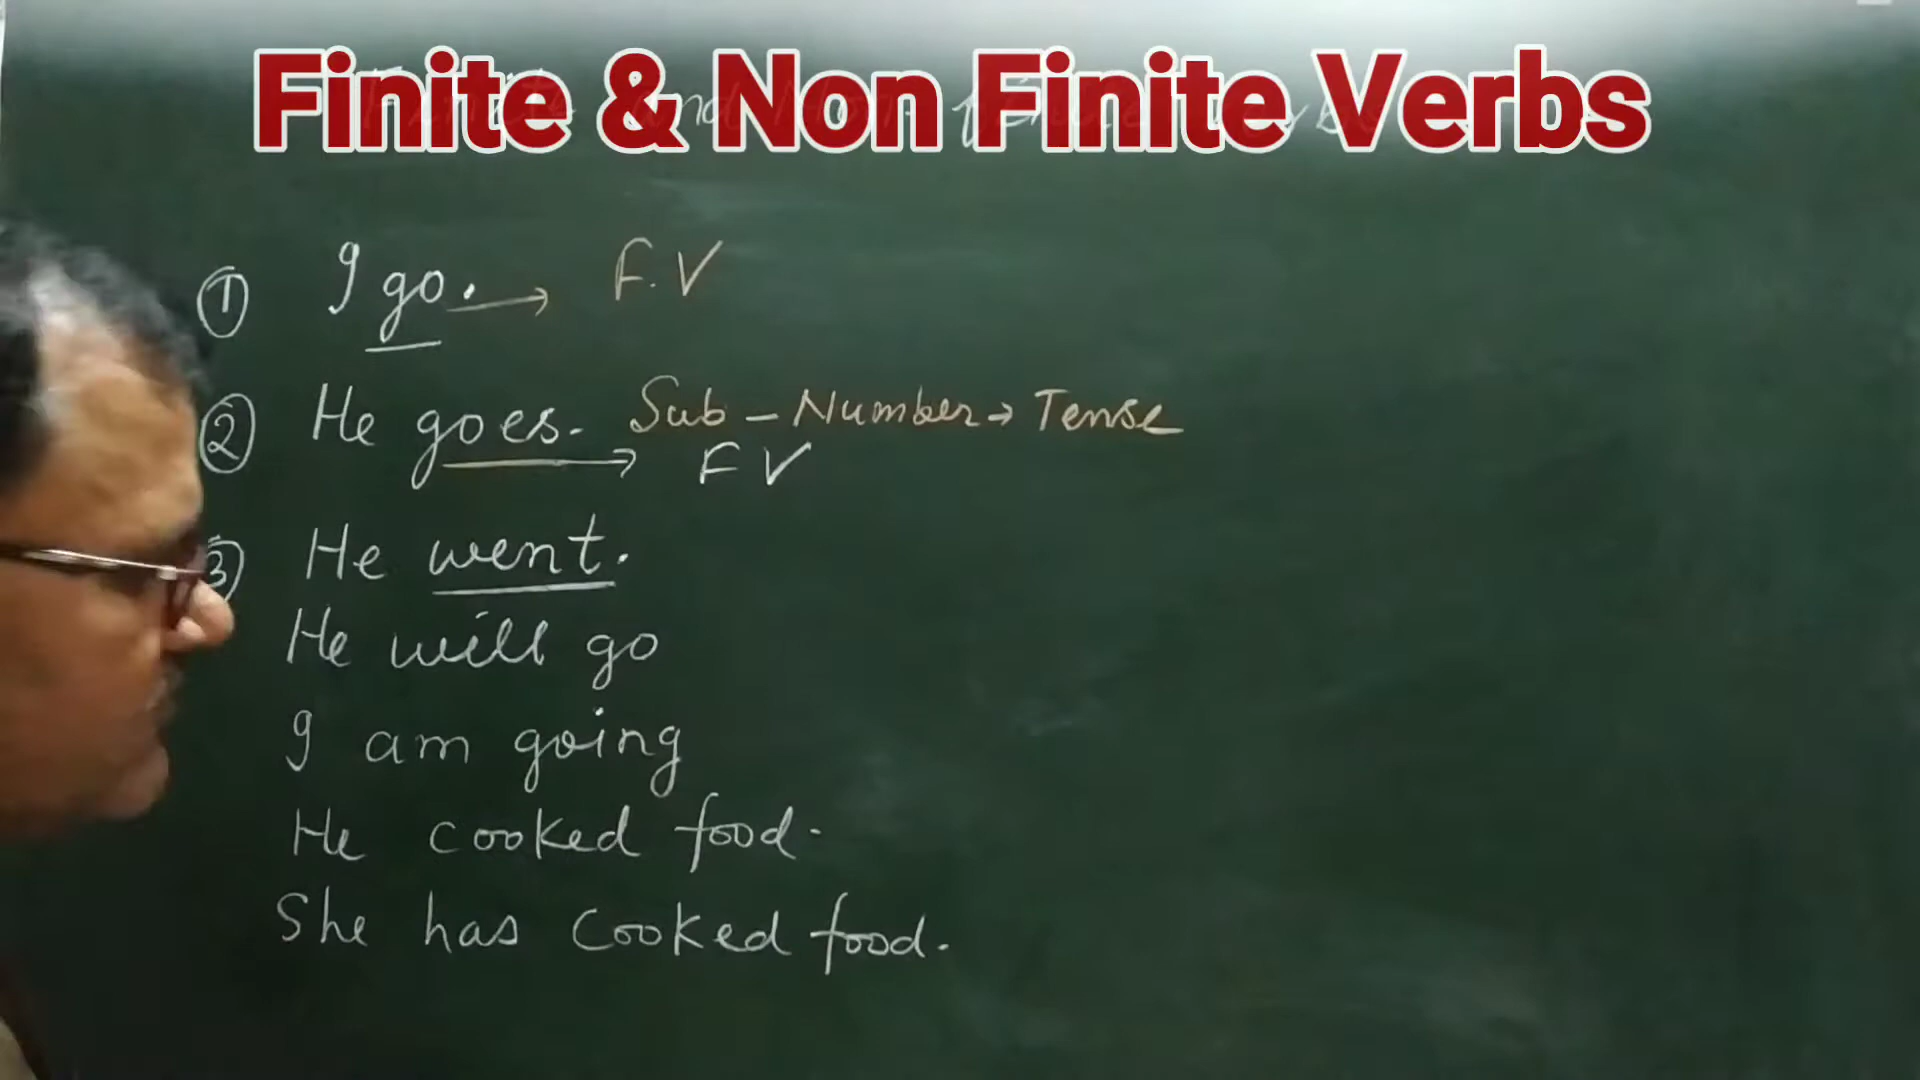 Finite & Non Finite Verbs
① I go. → F.V
② He goes. Sub - Number → Tense
→ F V
③ He went.
He will go
I am going
He cooked food.
She has cooked food.